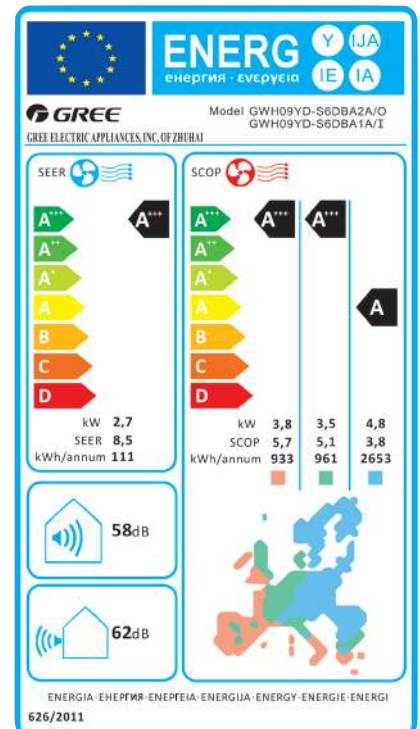 ENERG
Y IJA
IE IA
енергия · ενεργεια
GREE
Model GWH09YD-S6DBA2A/O
GWH09YD-S6DBA1A/I
GREE ELECTRIC APPLIANCES, INC. OF ZHUHAI
SEER
A+++ A+++
A++
A+
A
B
C
D
kW 2,7
SEER 8,5
kWh/annum 111
SCOP
A+++ A+++ A+++
A++
A+
A A
B
C
D
kW 3,8 3,5 4,8
SCOP 5,7 5,1 3,8
kWh/annum 933 961 2653
58dB
62dB
ENERGIA·ЕНЕРГИЯ·ΕΝΕΡΓΕΙΑ·ENERGIJA·ENERGY·ENERGIE·ENERGI
626/2011